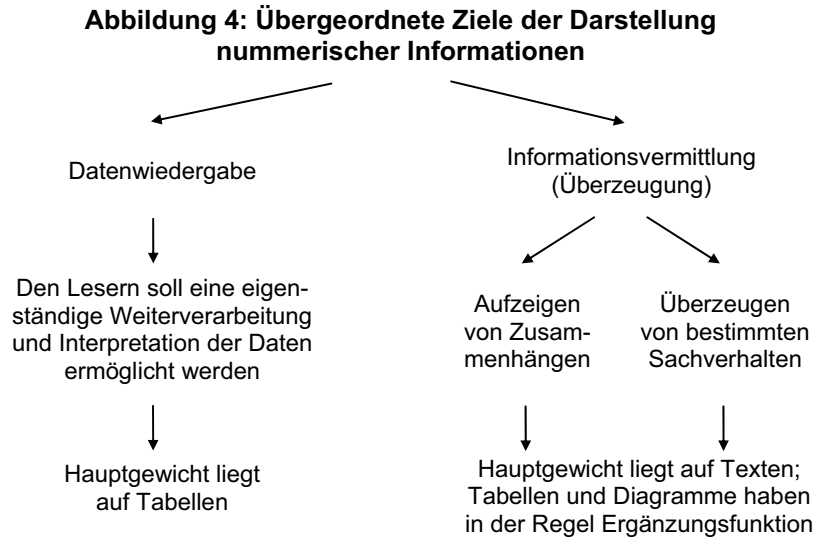 Abbildung 4: Übergeordnete Ziele der Darstellung
nummerischer Informationen
Datenwiedergabe
Informationsvermittlung
(Überzeugung)
Den Lesern soll eine eigen-
ständige Weiterverarbeitung
und Interpretation der Daten
ermöglicht werden
Aufzeigen
von Zusam-
menhängen
Überzeugen
von bestimmten
Sachverhalten
Hauptgewicht liegt
auf Tabellen
Hauptgewicht liegt auf Texten;
Tabellen und Diagramme haben
in der Regel Ergänzungsfunktion